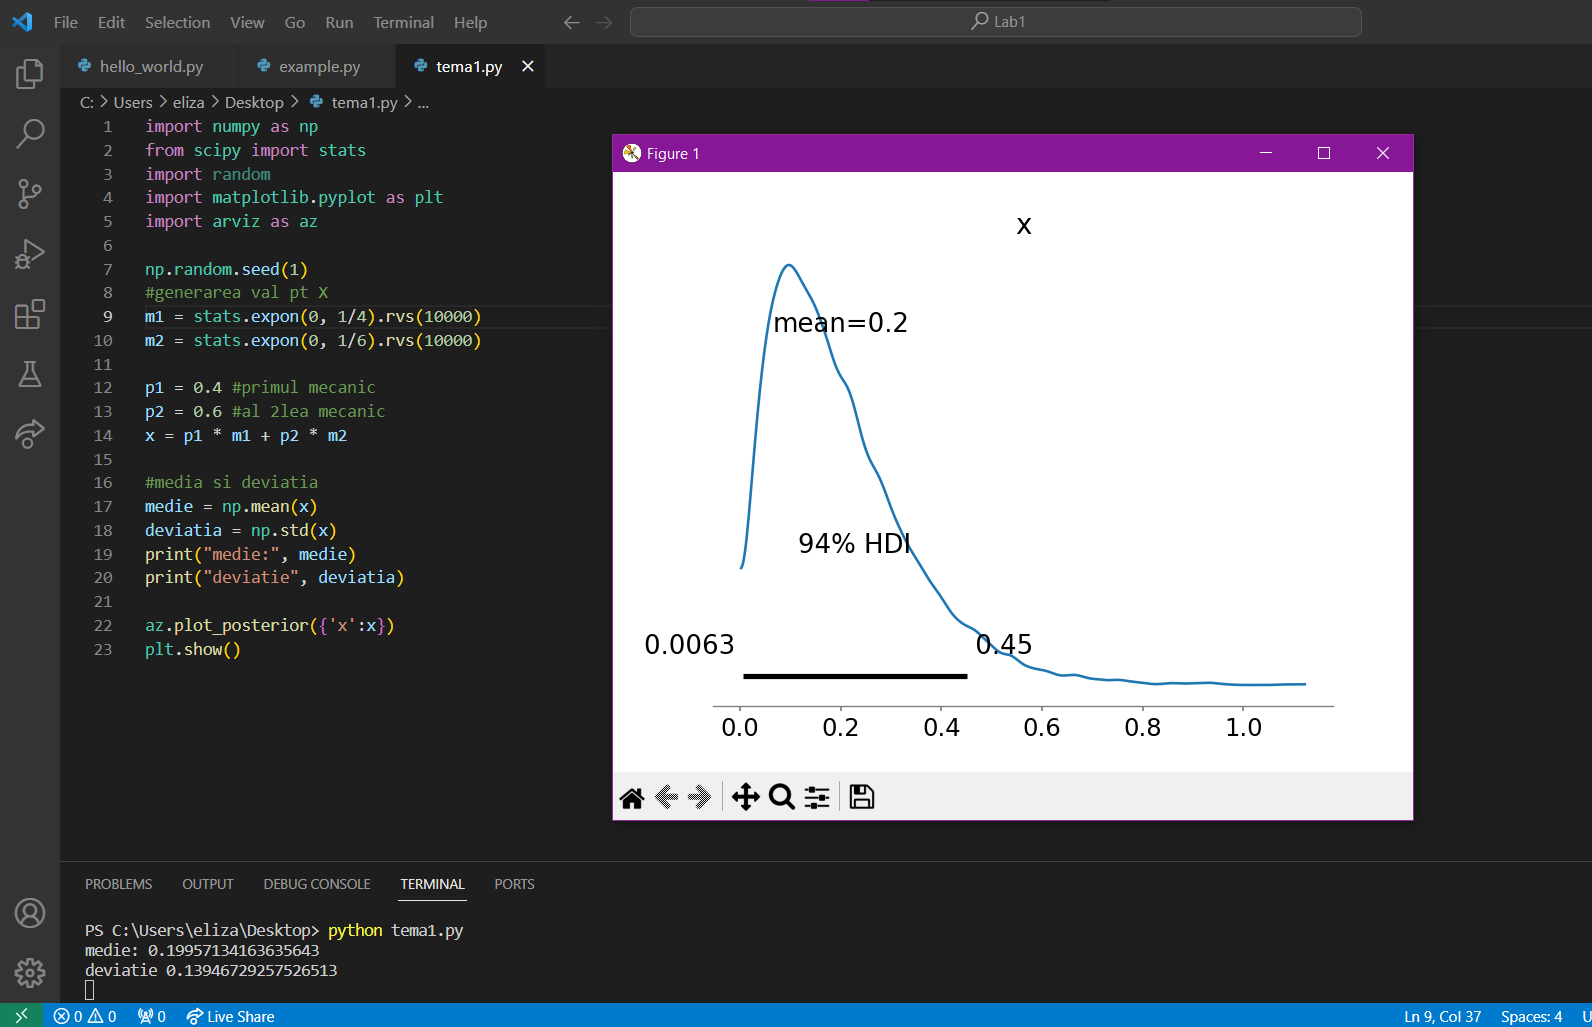 File Edit Selection View Go Run Terminal Help
Lab1
hello_world.py example.py tema1.py
C: > Users > eliza > Desktop > tema1.py > ...
1 import numpy as np
2 from scipy import stats
3 import random
4 import matplotlib.pyplot as plt
5 import arviz as az
6
7 np.random.seed(1)
8 #generarea val pt X
9 m1 = stats.expon(0, 1/4).rvs(10000)
10 m2 = stats.expon(0, 1/6).rvs(10000)
11
12 p1 = 0.4 #primul mecanic
13 p2 = 0.6 #al 2lea mecanic
14 x = p1 * m1 + p2 * m2
15
16 #media si deviatia
17 medie = np.mean(x)
18 deviatia = np.std(x)
19 print("medie:", medie)
20 print("deviatie", deviatia)
21
22 az.plot_posterior({'x':x})
23 plt.show()
Figure 1
x
mean=0.2
94% HDI
0.0063 0.45
0.0 0.2 0.4 0.6 0.8 1.0
PROBLEMS OUTPUT DEBUG CONSOLE TERMINAL PORTS
PS C:\Users\eliza\Desktop> python tema1.py
medie: 0.19957134163635643
deviatie 0.13946729257526513
0 0 0 Live Share Ln 9, Col 37 Spaces: 4